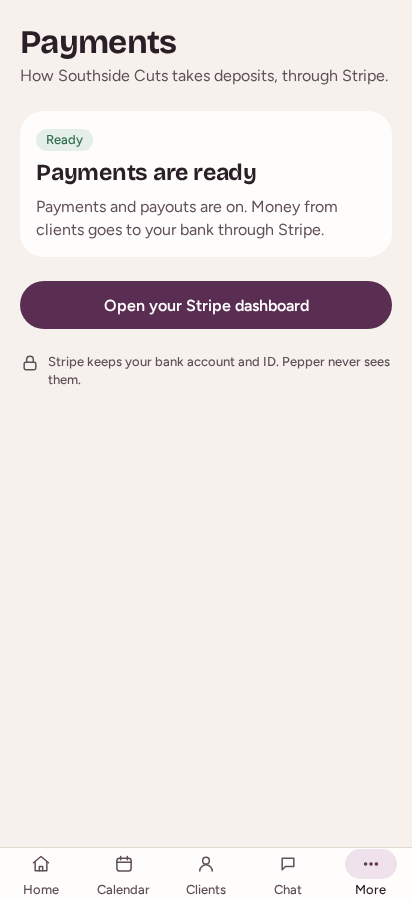 Payments
How Southside Cuts takes deposits, through Stripe.
Ready
Payments are ready
Payments and payouts are on. Money from
clients goes to your bank through Stripe.
Open your Stripe dashboard
Stripe keeps your bank account and ID. Pepper never sees
them.
Home
Calendar
Clients
Chat
More